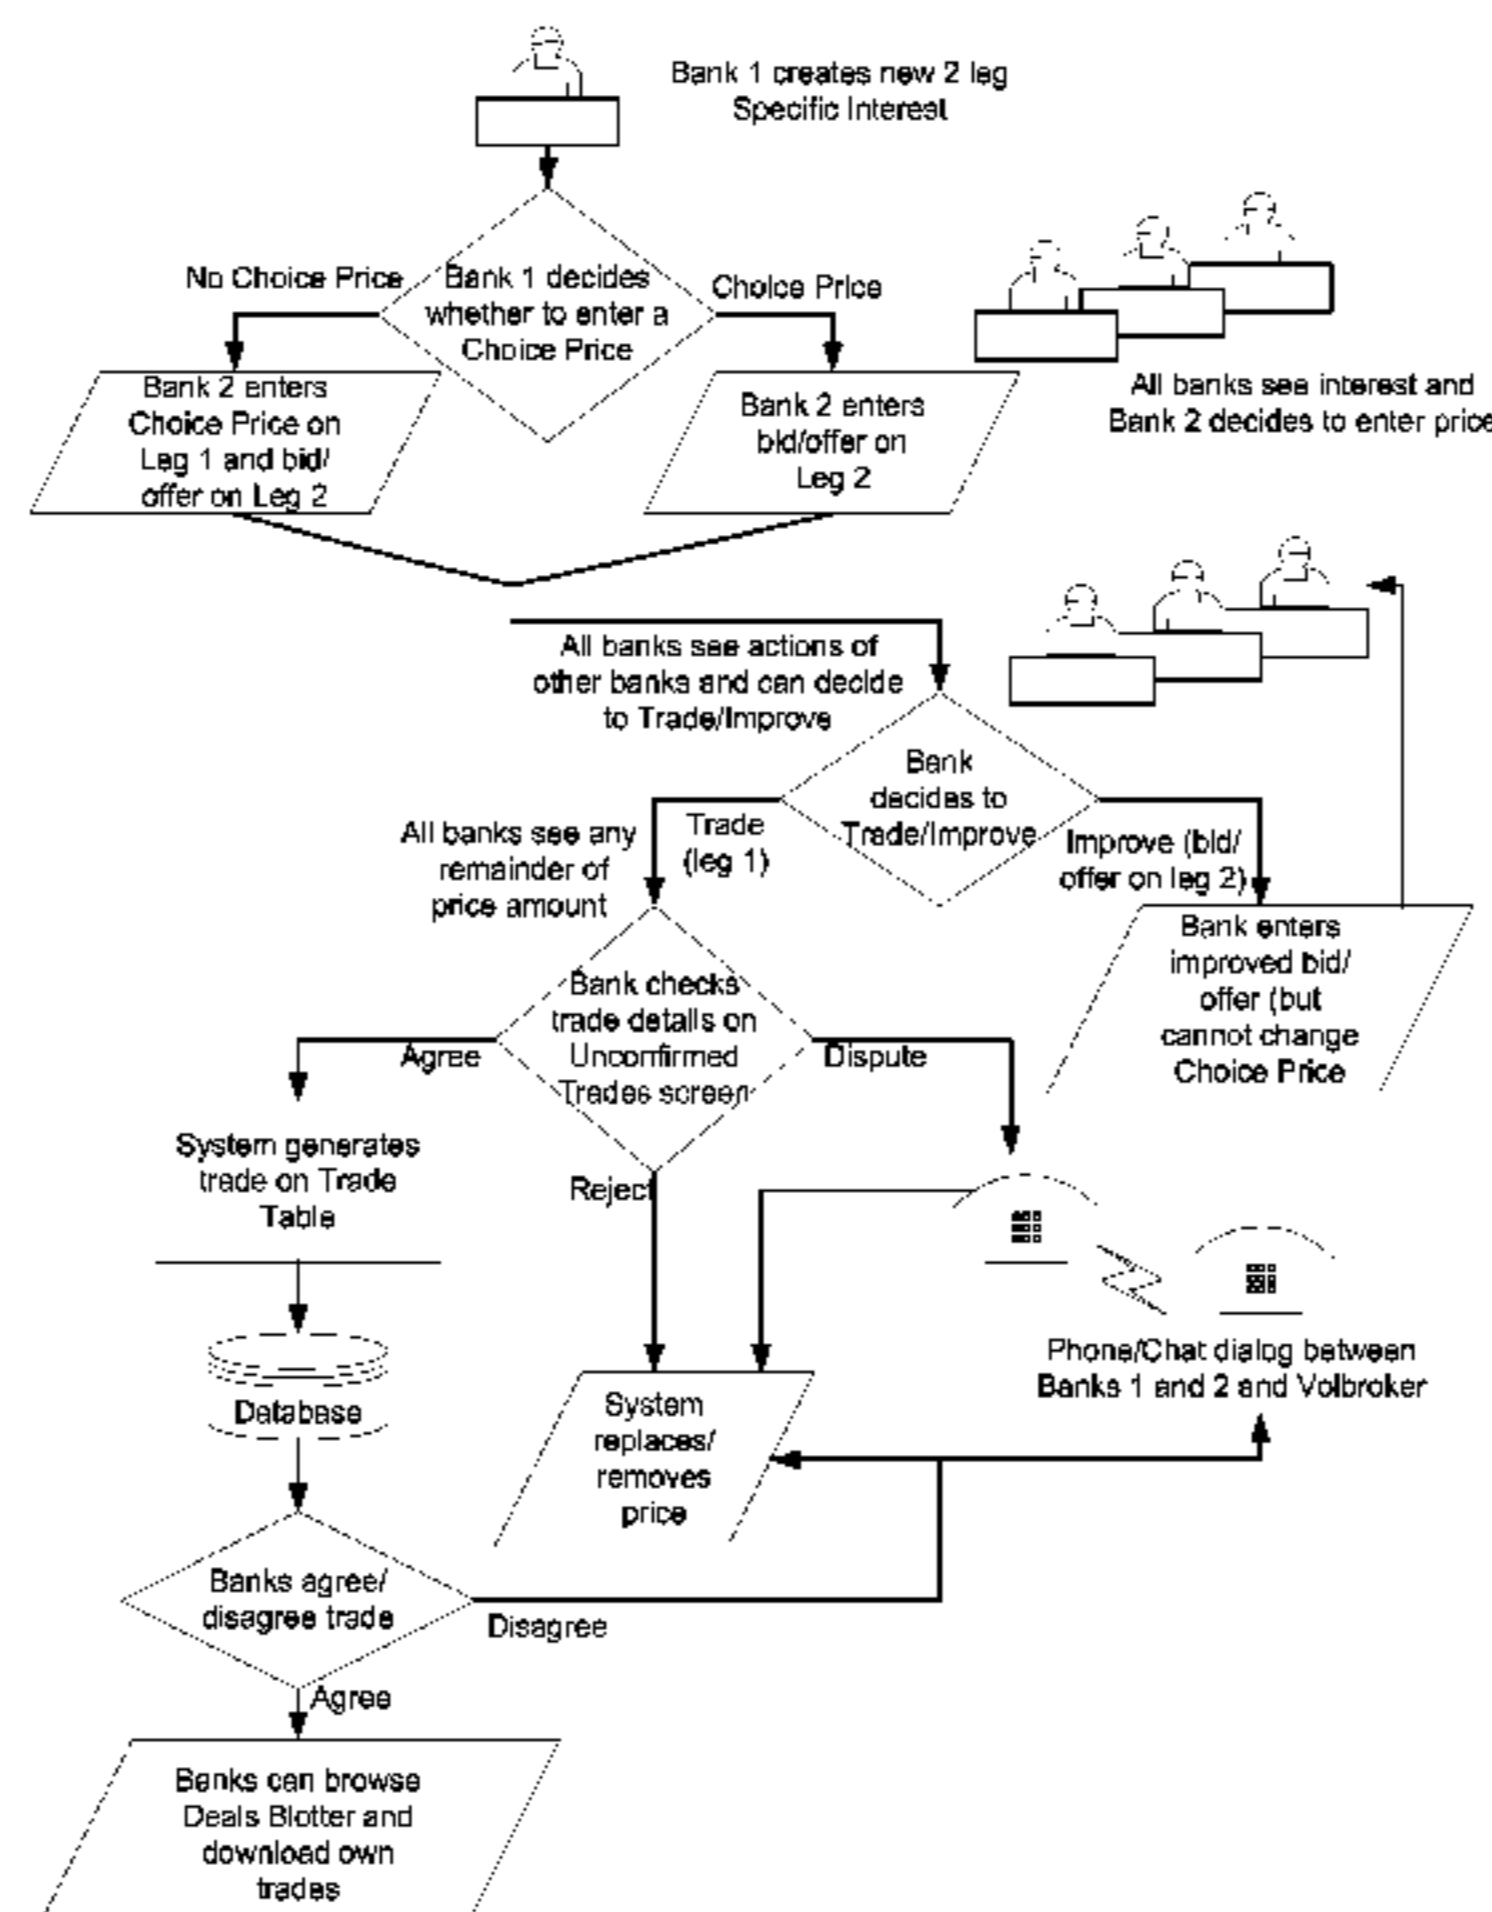 Bank 1 creates new 2 leg
Specific Interest
No Choice Price
Bank 1 decides
whether to enter a
Choice Price
Choice Price
All banks see interest and
Bank 2 decides to enter price
Bank 2 enters
Choice Price on
Leg 1 and bid/
offer on Leg 2
Bank 2 enters
bid/offer on
Leg 2
All banks see actions of
other banks and can decide
to Trade/Improve
Bank
decides to
Trade/Improve
All banks see any
remainder of
price amount
Trade
(leg 1)
Improve (bid/
offer on leg 2)
Bank enters
improved bid/
offer (but
cannot change
Choice Price
Bank checks
trade details on
Unconfirmed
Trades screen
Agree
Dispute
Reject
System generates
trade on Trade
Table
Database
Phone/Chat dialog between
Banks 1 and 2 and Volbroker
System
replaces/
removes
price
Banks agree/
disagree trade
Disagree
Agree
Banks can browse
Deals Blotter and
download own
trades